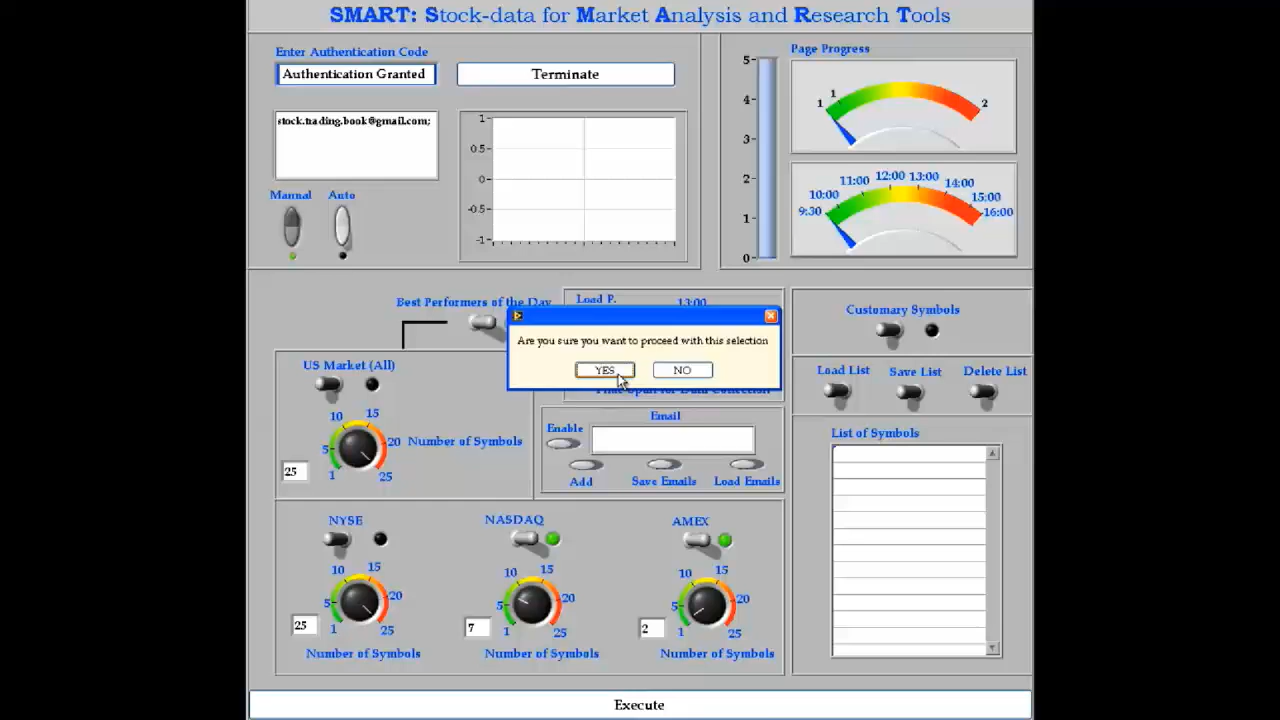 SMART: Stock-data for Market Analysis and Research Tools
Enter Authentication Code
Authentication Granted
Terminate
stock.trading.book@gmail.com;
Manual
Auto
1
0.5
0
-0.5
-1
5
4
3
2
1
0
Page Progress
1
1
2
9:30
10:00
11:00
12:00
13:00
14:00
15:00
16:00
Best Performers of the Day
Load P.
13:00
Are you sure you want to proceed with this selection
YES
NO
Customary Symbols
Load List
Save List
Delete List
List of Symbols
US Market (All)
1
5
10
15
20
25
25
Number of Symbols
Email
Enable
Add
Save Emails
Load Emails
NYSE
1
5
10
15
20
25
25
Number of Symbols
NASDAQ
1
5
10
15
20
25
7
Number of Symbols
AMEX
1
5
10
15
20
25
2
Number of Symbols
Execute